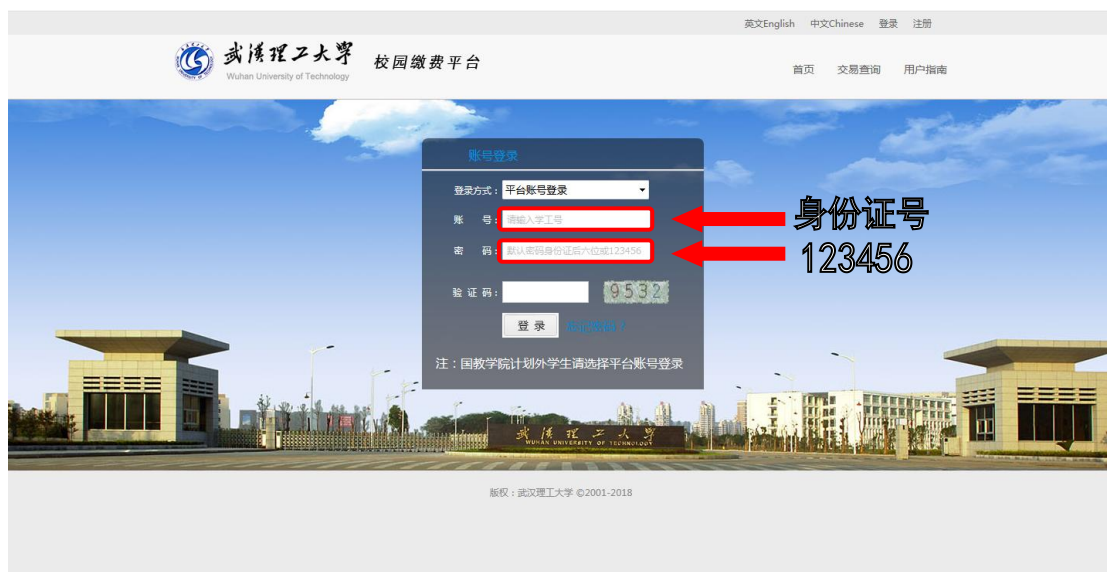 英文English 中文Chinese 登录 注册
武漢理工大学 校园缴费平台
Wuhan University of Technology
首页 交易查询 用户指南
账号登录
登录方式：平台账号登录
账 号：请输入学工号
身份证号
密 码：默认密码身份证后六位或123456
123456
验 证 码：9532
登 录 忘记密码？
注：国教学院计划外学生请选择平台账号登录
武漢理工大学
WUHAN UNIVERSITY OF TECHNOLOGY
版权：武汉理工大学 ©2001-2018